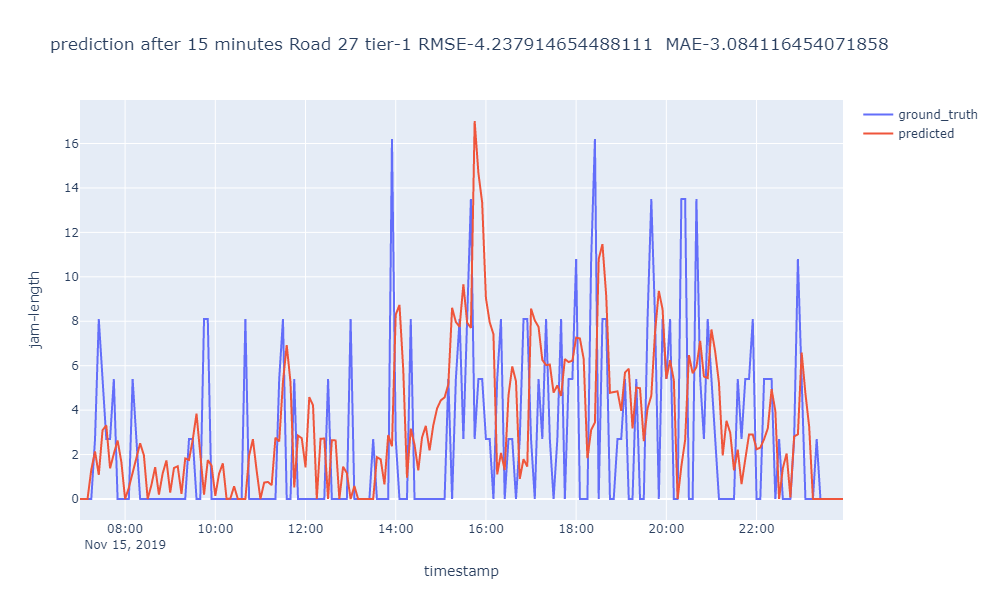 prediction after 15 minutes Road 27 tier-1 RMSE-4.237914654488111  MAE-3.084116454071858
ground_truth
predicted
16
14
12
10
8
6
4
2
0
jam-length
08:00 10:00 12:00 14:00 16:00 18:00 20:00 22:00
Nov 15, 2019
timestamp